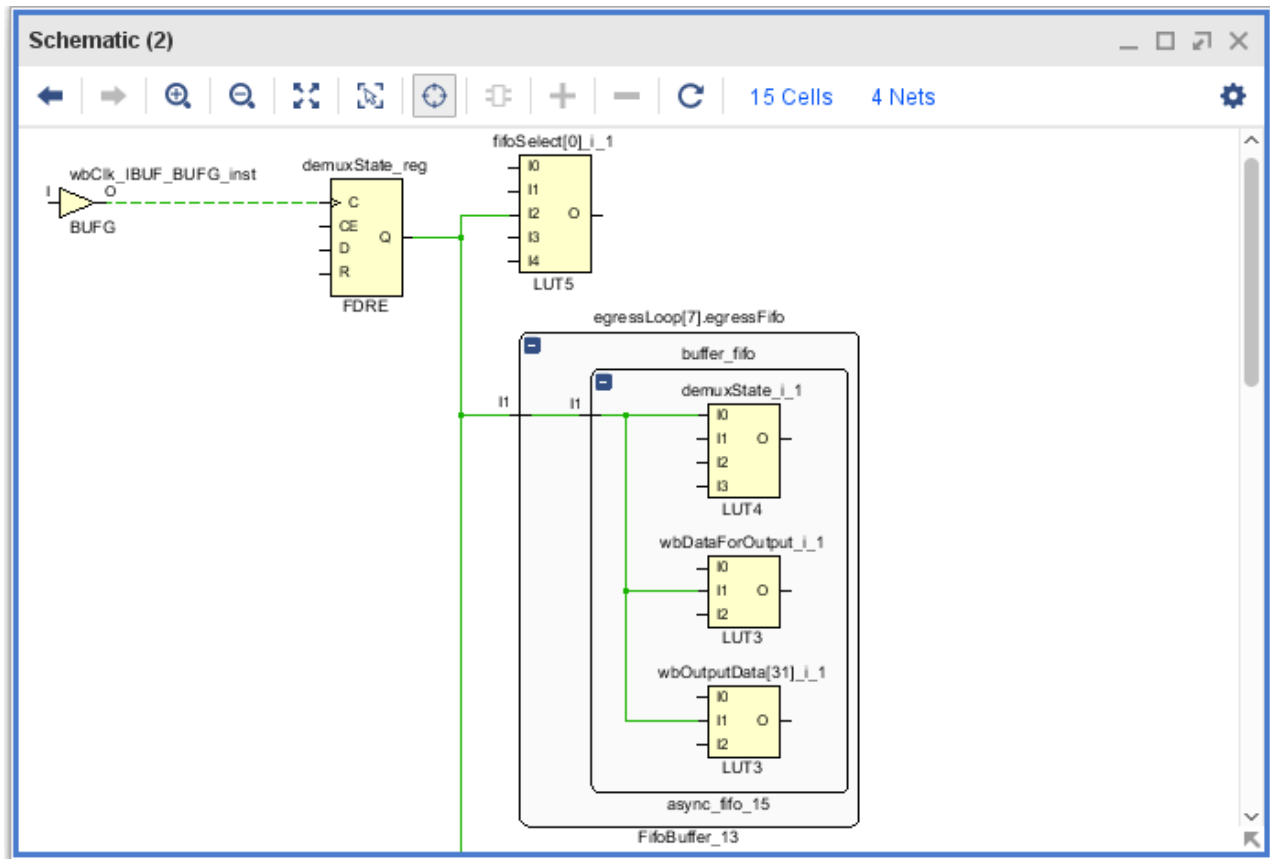 Schematic (2)
15 Cells 4 Nets
fifoSelect[0]_i_1
I0
I1
I2 O
I3
I4
LUT5
wbClk_IBUF_BUFG_inst
I O
BUFG
demuxState_reg
C
CE
D Q
R
FDRE
egressLoop[7].egressFifo
buffer_fifo
I1 I1
demuxState_i_1
I0
I1 O
I2
I3
LUT4
wbDataForOutput_i_1
I0
I1 O
I2
LUT3
wbOutputData[31]_i_1
I0
I1 O
I2
LUT3
async_fifo_15
FifoBuffer_13